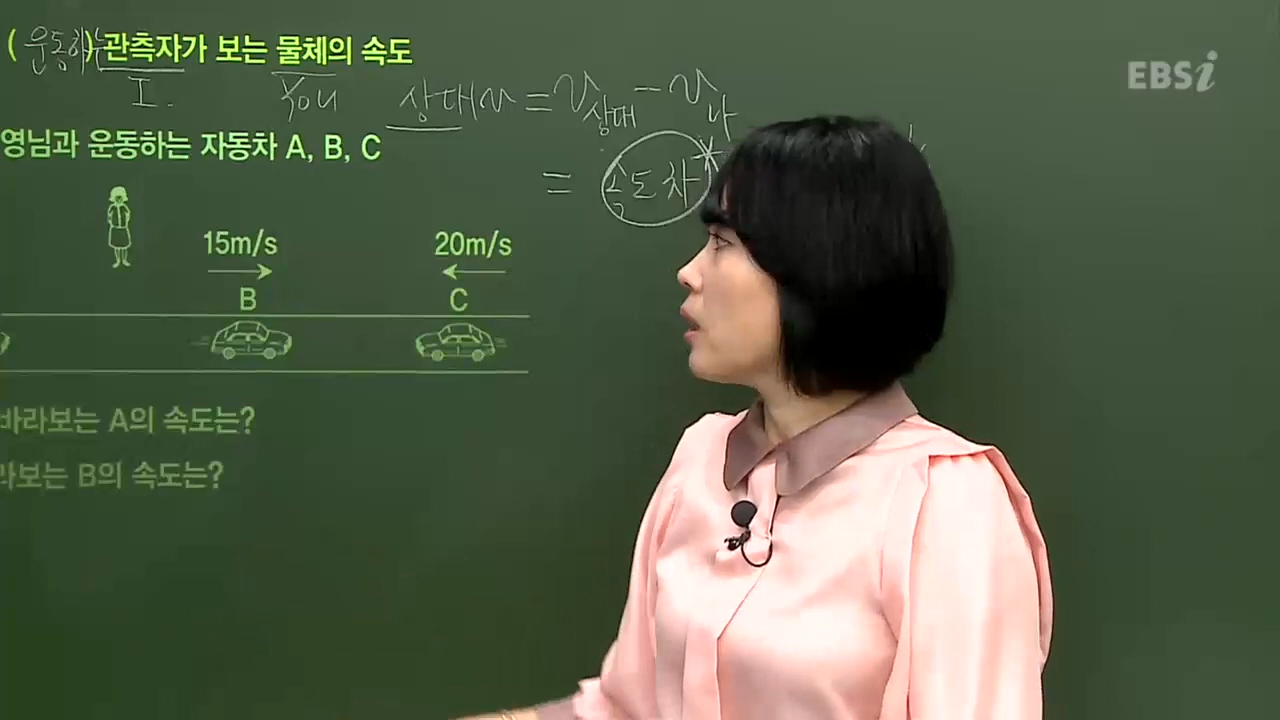 (운동하는) 관측자가 보는 물체의 속도
EBSi
I. You 상대v = v상대 - v나
영님과 운동하는 자동차 A, B, C
= 속도차 *
15m/s 20m/s
B C
바라보는 A의 속도는?
라보는 B의 속도는?